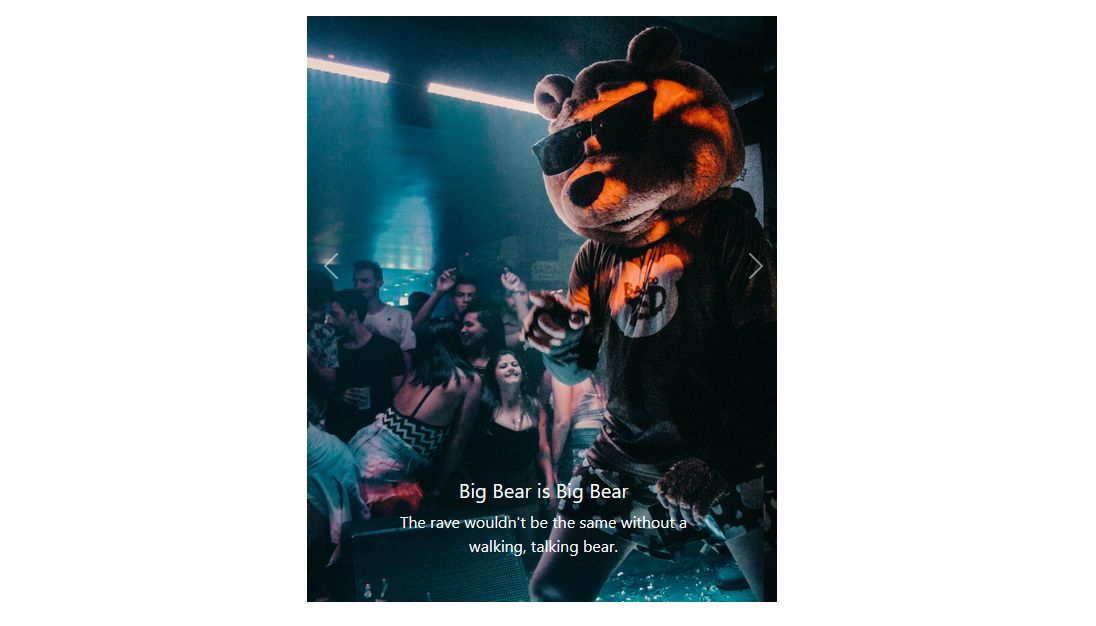 Big Bear is Big Bear
The rave wouldn't be the same without a
walking, talking bear.